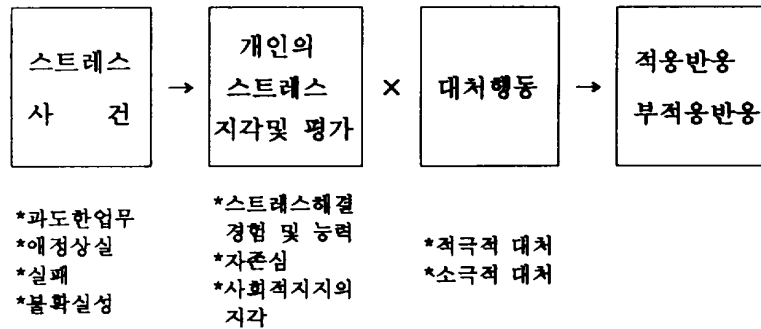 스트레스
사 건
→
개인의
스트레스
지각및 평가
×
대처행동
→
적응반응
부적응반응
*과도한업무
*애정상실
*실패
*불확실성
*스트레스해결
경험 및 능력
*자존심
*사회적지지의
지각
*적극적 대처
*소극적 대처